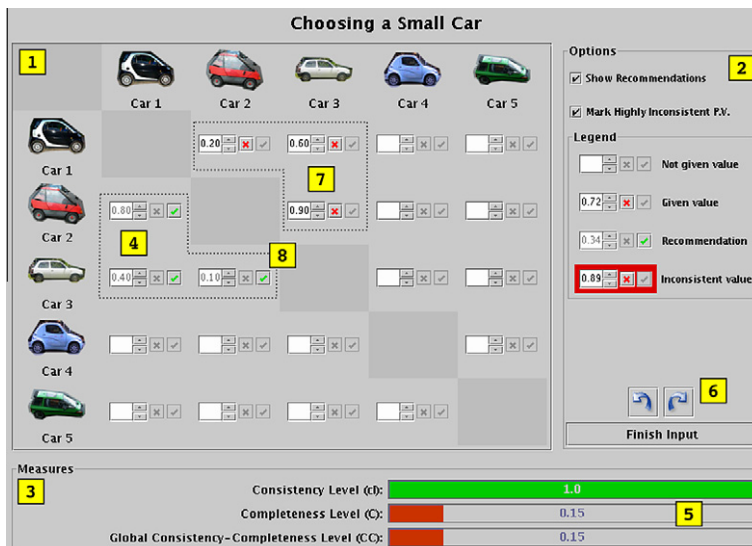 Choosing a Small Car
1
Car 1 Car 2 Car 3 Car 4 Car 5
Car 1 0.20 0.60
7
Car 2 0.80 0.90
4
8
Car 3 0.40 0.10
Car 4
Car 5
Options
2
Show Recommendations
Mark Highly Inconsistent P.V.
Legend
Not given value
0.72 Given value
0.34 Recommendation
0.89 Inconsistent value
6
Finish Input
Measures
3
Consistency Level (cl): 1.0
Completeness Level (C): 0.15
5
Global Consistency-Completeness Level (CC): 0.15